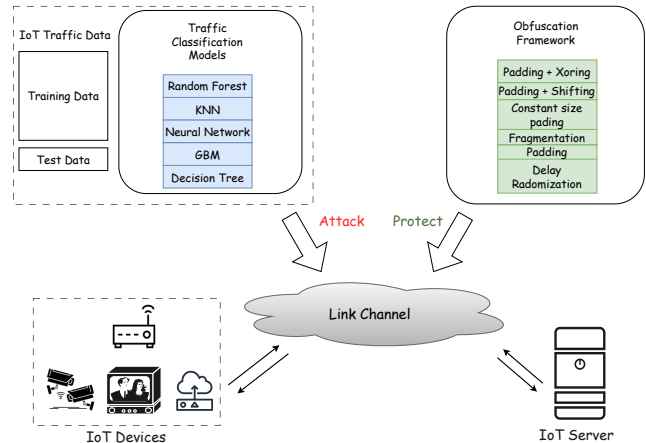 IoT Traffic Data
Training Data
Test Data
Traffic
Classification
Models
Random Forest
KNN
Neural Network
GBM
Decision Tree
Obfuscation
Framework
Padding + Xoring
Padding + Shifting
Constant size
pading
Fragmentation
Padding
Delay
Radomization
Attack
Protect
Link Channel
IoT Devices
IoT Server